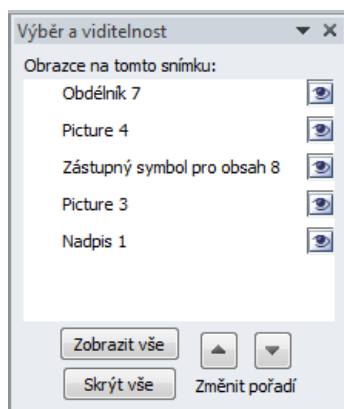 Výběr a viditelnost
Obrazce na tomto snímku:
Obdélník 7
Picture 4
Zástupný symbol pro obsah 8
Picture 3
Nadpis 1
Zobrazit vše
Skrýt vše
Změnit pořadí